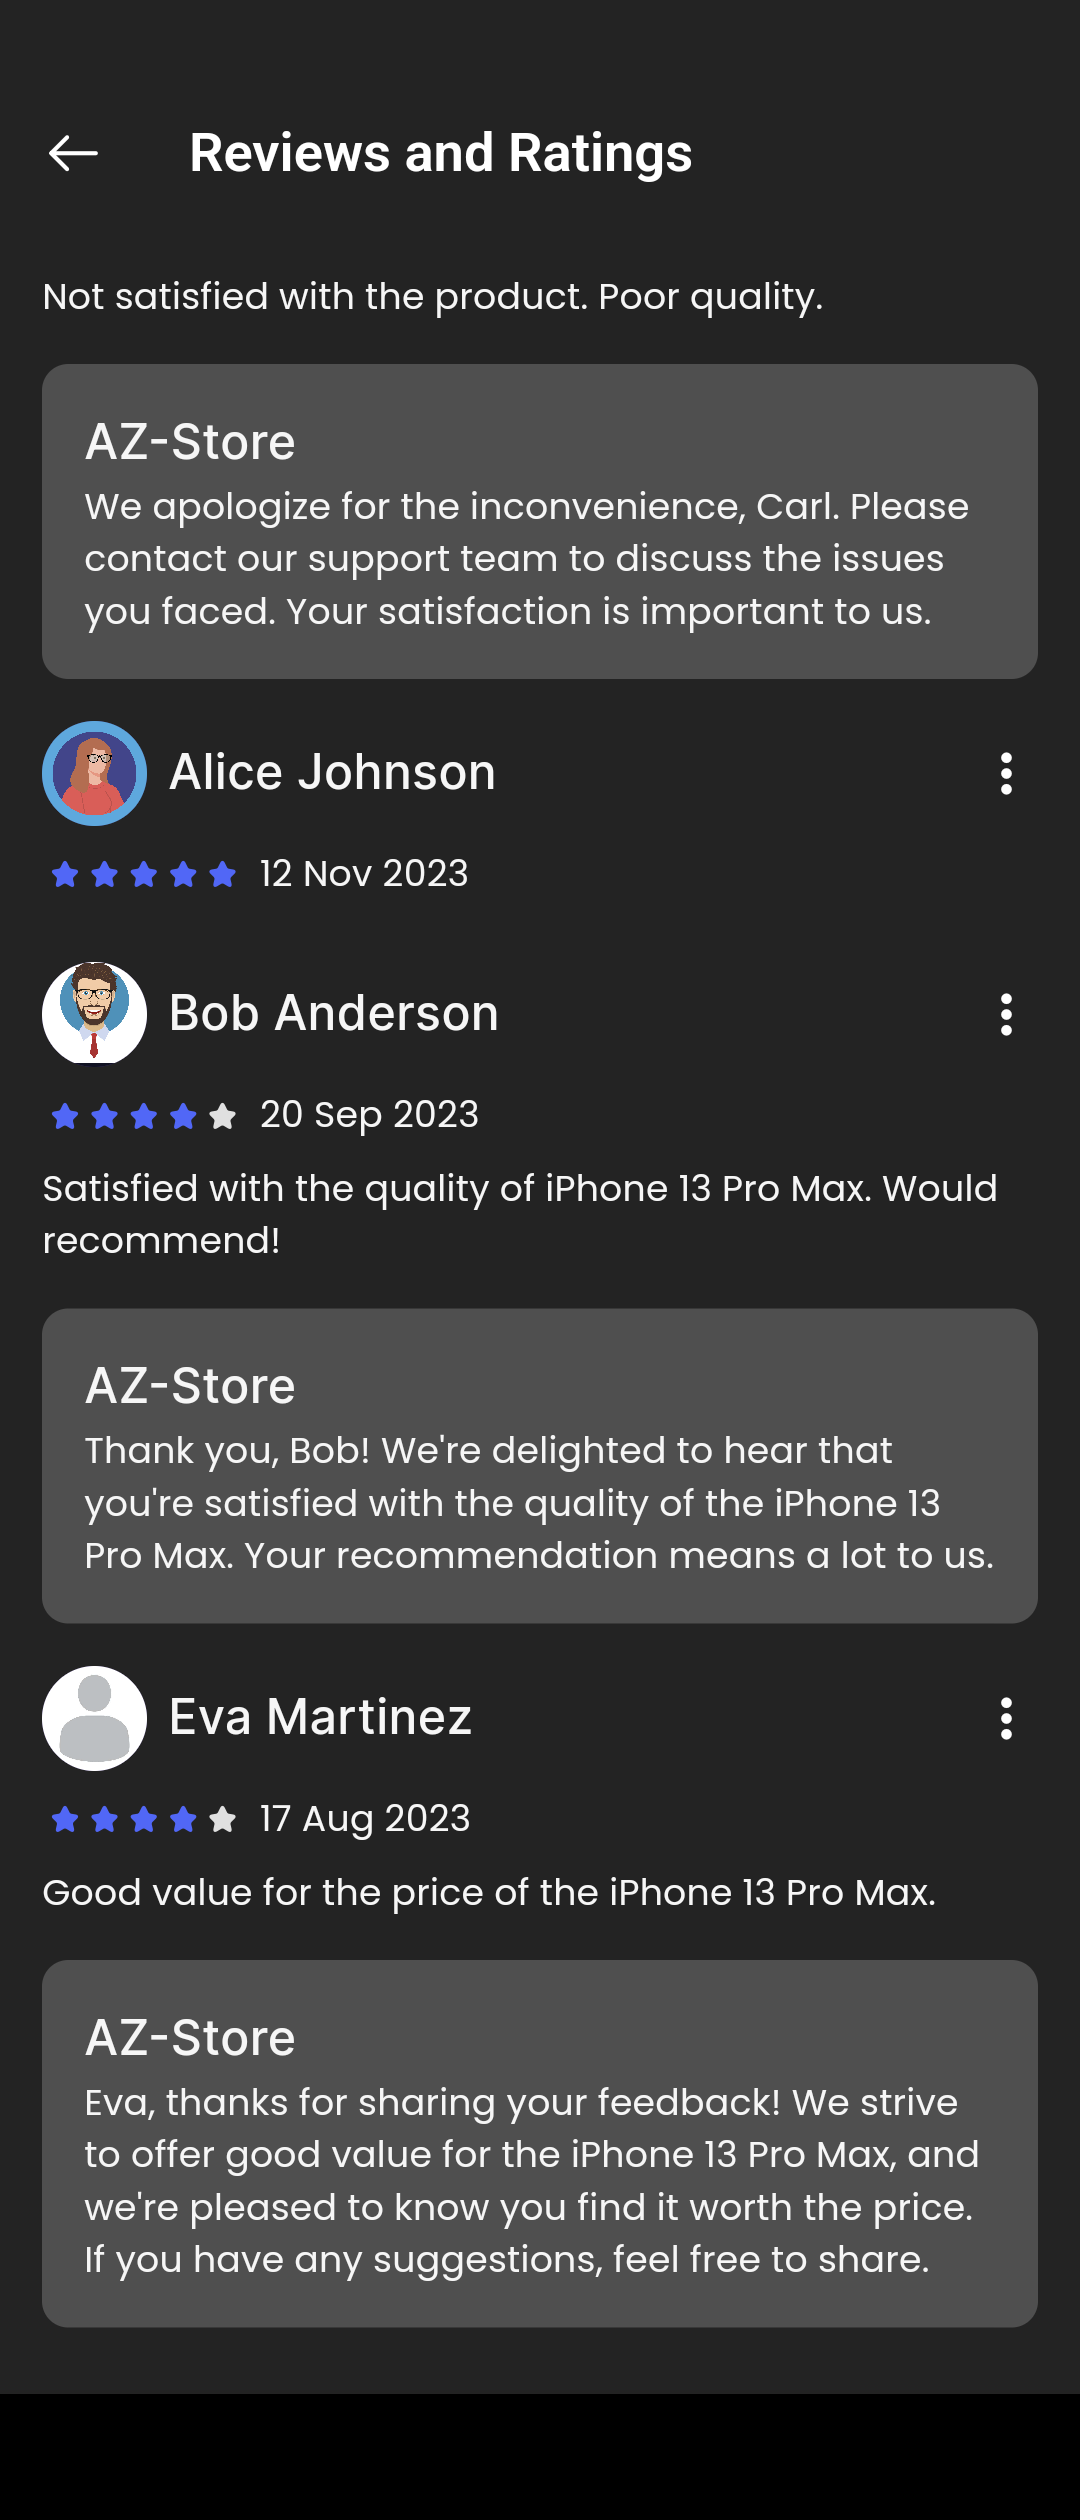 Reviews and Ratings
Not satisfied with the product. Poor quality.
AZ-Store
We apologize for the inconvenience, Carl. Please
contact our support team to discuss the issues
you faced. Your satisfaction is important to us.
Alice Johnson
12 Nov 2023
Bob Anderson
20 Sep 2023
Satisfied with the quality of iPhone 13 Pro Max. Would
recommend!
AZ-Store
Thank you, Bob! We're delighted to hear that
you're satisfied with the quality of the iPhone 13
Pro Max. Your recommendation means a lot to us.
Eva Martinez
17 Aug 2023
Good value for the price of the iPhone 13 Pro Max.
AZ-Store
Eva, thanks for sharing your feedback! We strive
to offer good value for the iPhone 13 Pro Max, and
we're pleased to know you find it worth the price.
If you have any suggestions, feel free to share.